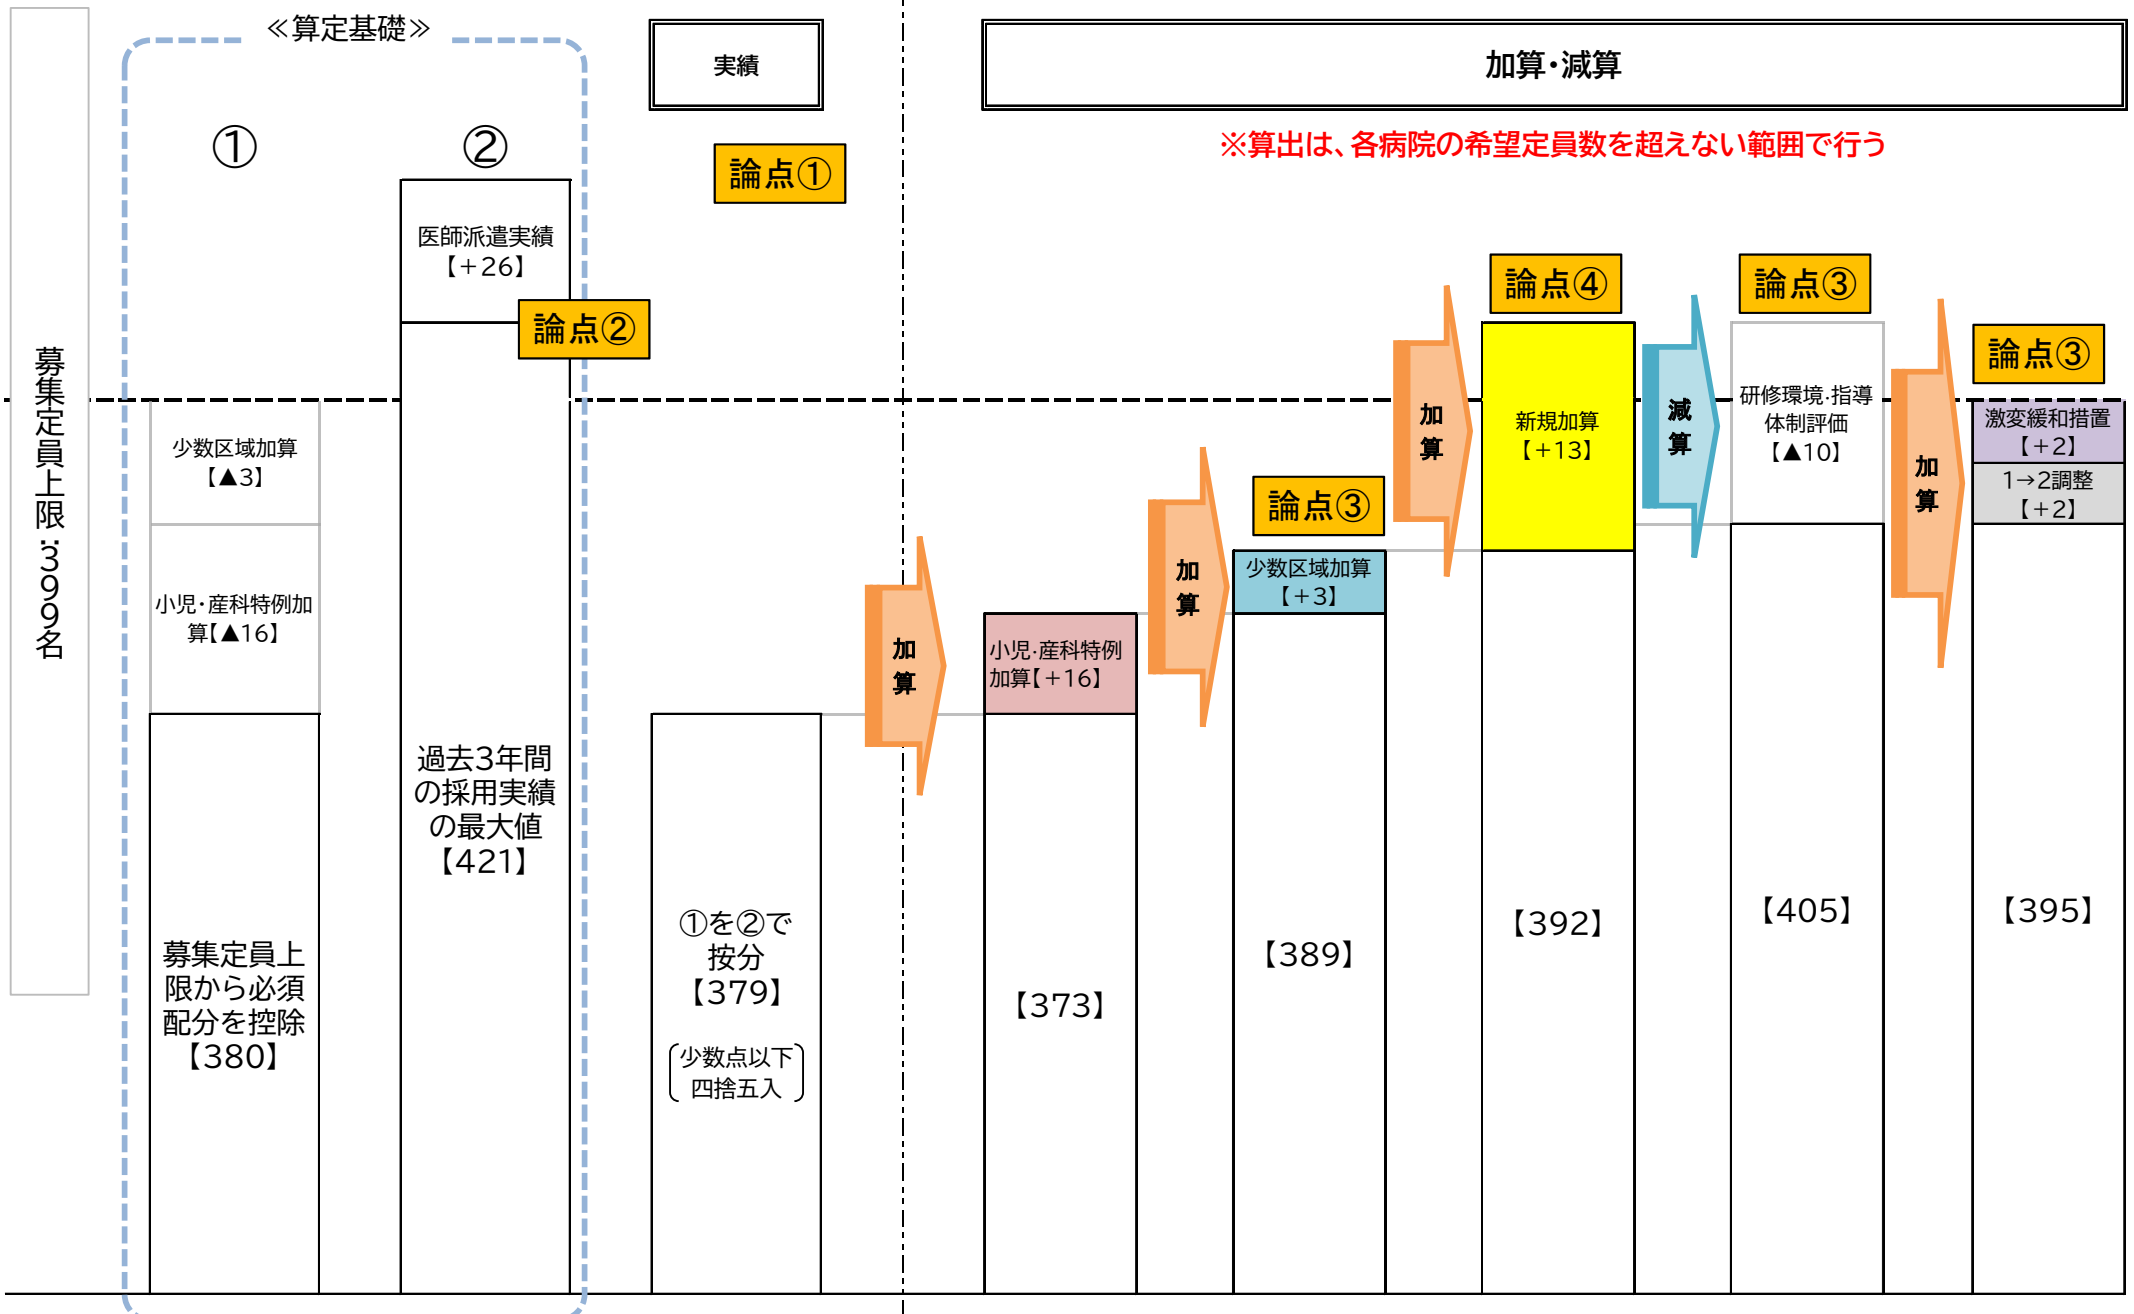 募集定員上限：399名
≪算定基礎≫
①
②
少数区域加算
【▲3】
小児・産科特例加
算【▲16】
募集定員上
限から必須
配分を控除
【380】
医師派遣実績
【＋26】
論点②
過去3年間
の採用実績
の最大値
【421】
実績
論点①
①を②で
按分
【379】
少数点以下
四捨五入
加算・減算
※算出は、各病院の希望定員数を超えない範囲で行う
加
算
小児・産科特例
加算【＋16】
【373】
加
算
論点③
少数区域加算
【＋3】
【389】
加
算
論点④
新規加算
【＋13】
【392】
減
算
論点③
研修環境・指導
体制評価
【▲10】
【405】
加
算
論点③
激変緩和措置
【＋2】
1→2調整
【＋2】
【395】